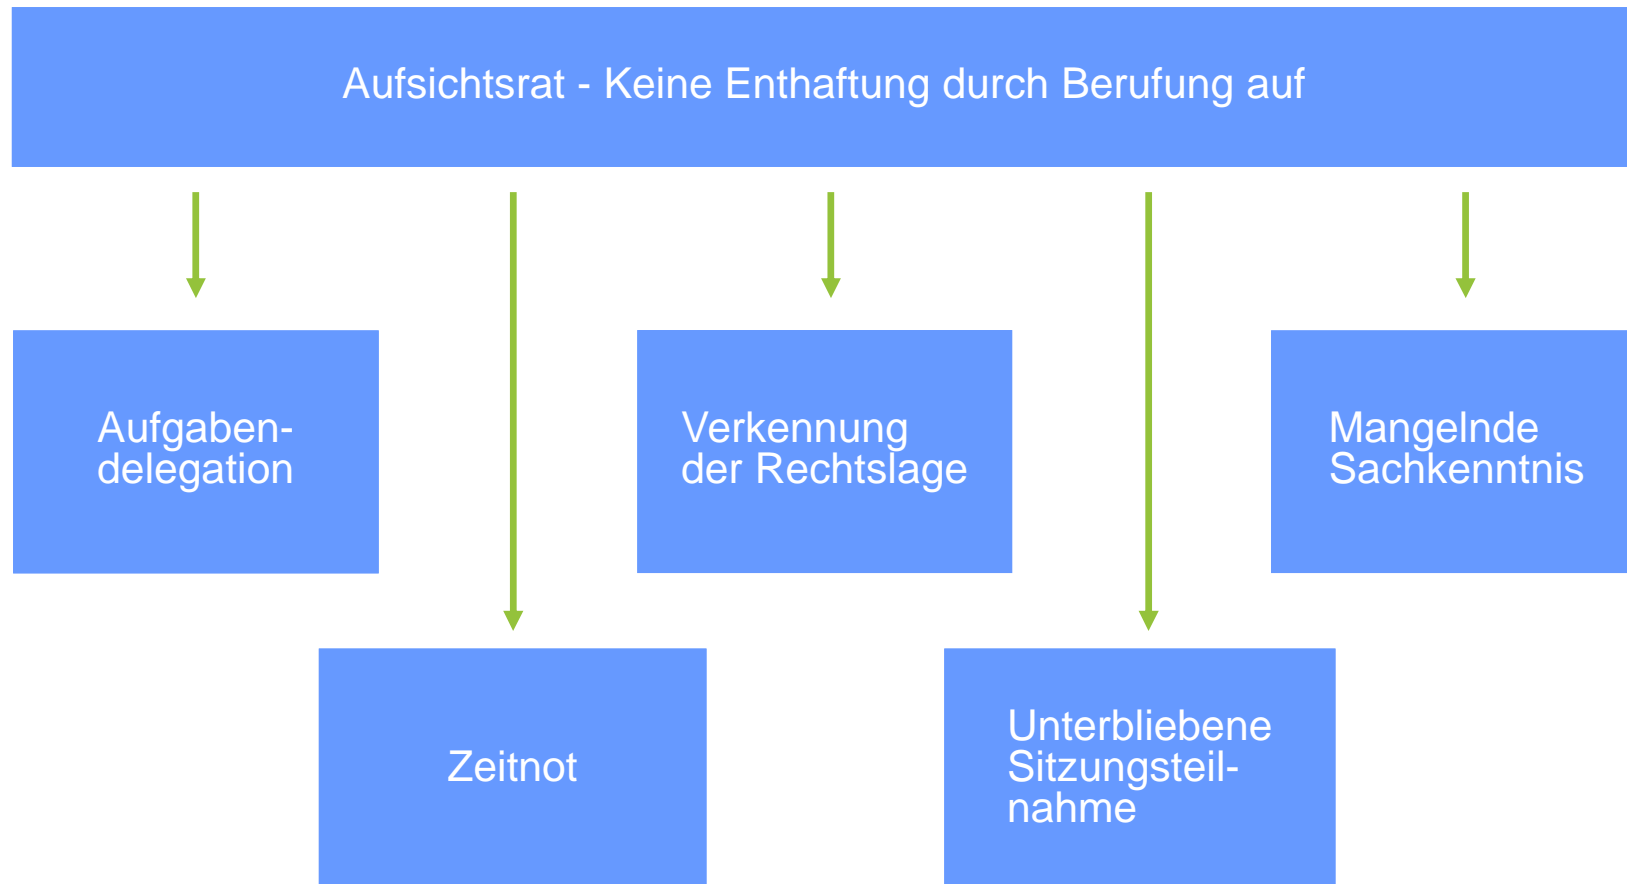 Aufsichtsrat - Keine Enthaftung durch Berufung auf
Aufgaben-
delegation
Verkennung
der Rechtslage
Mangelnde
Sachkenntnis
Zeitnot
Unterbliebene
Sitzungsteil-
nahme